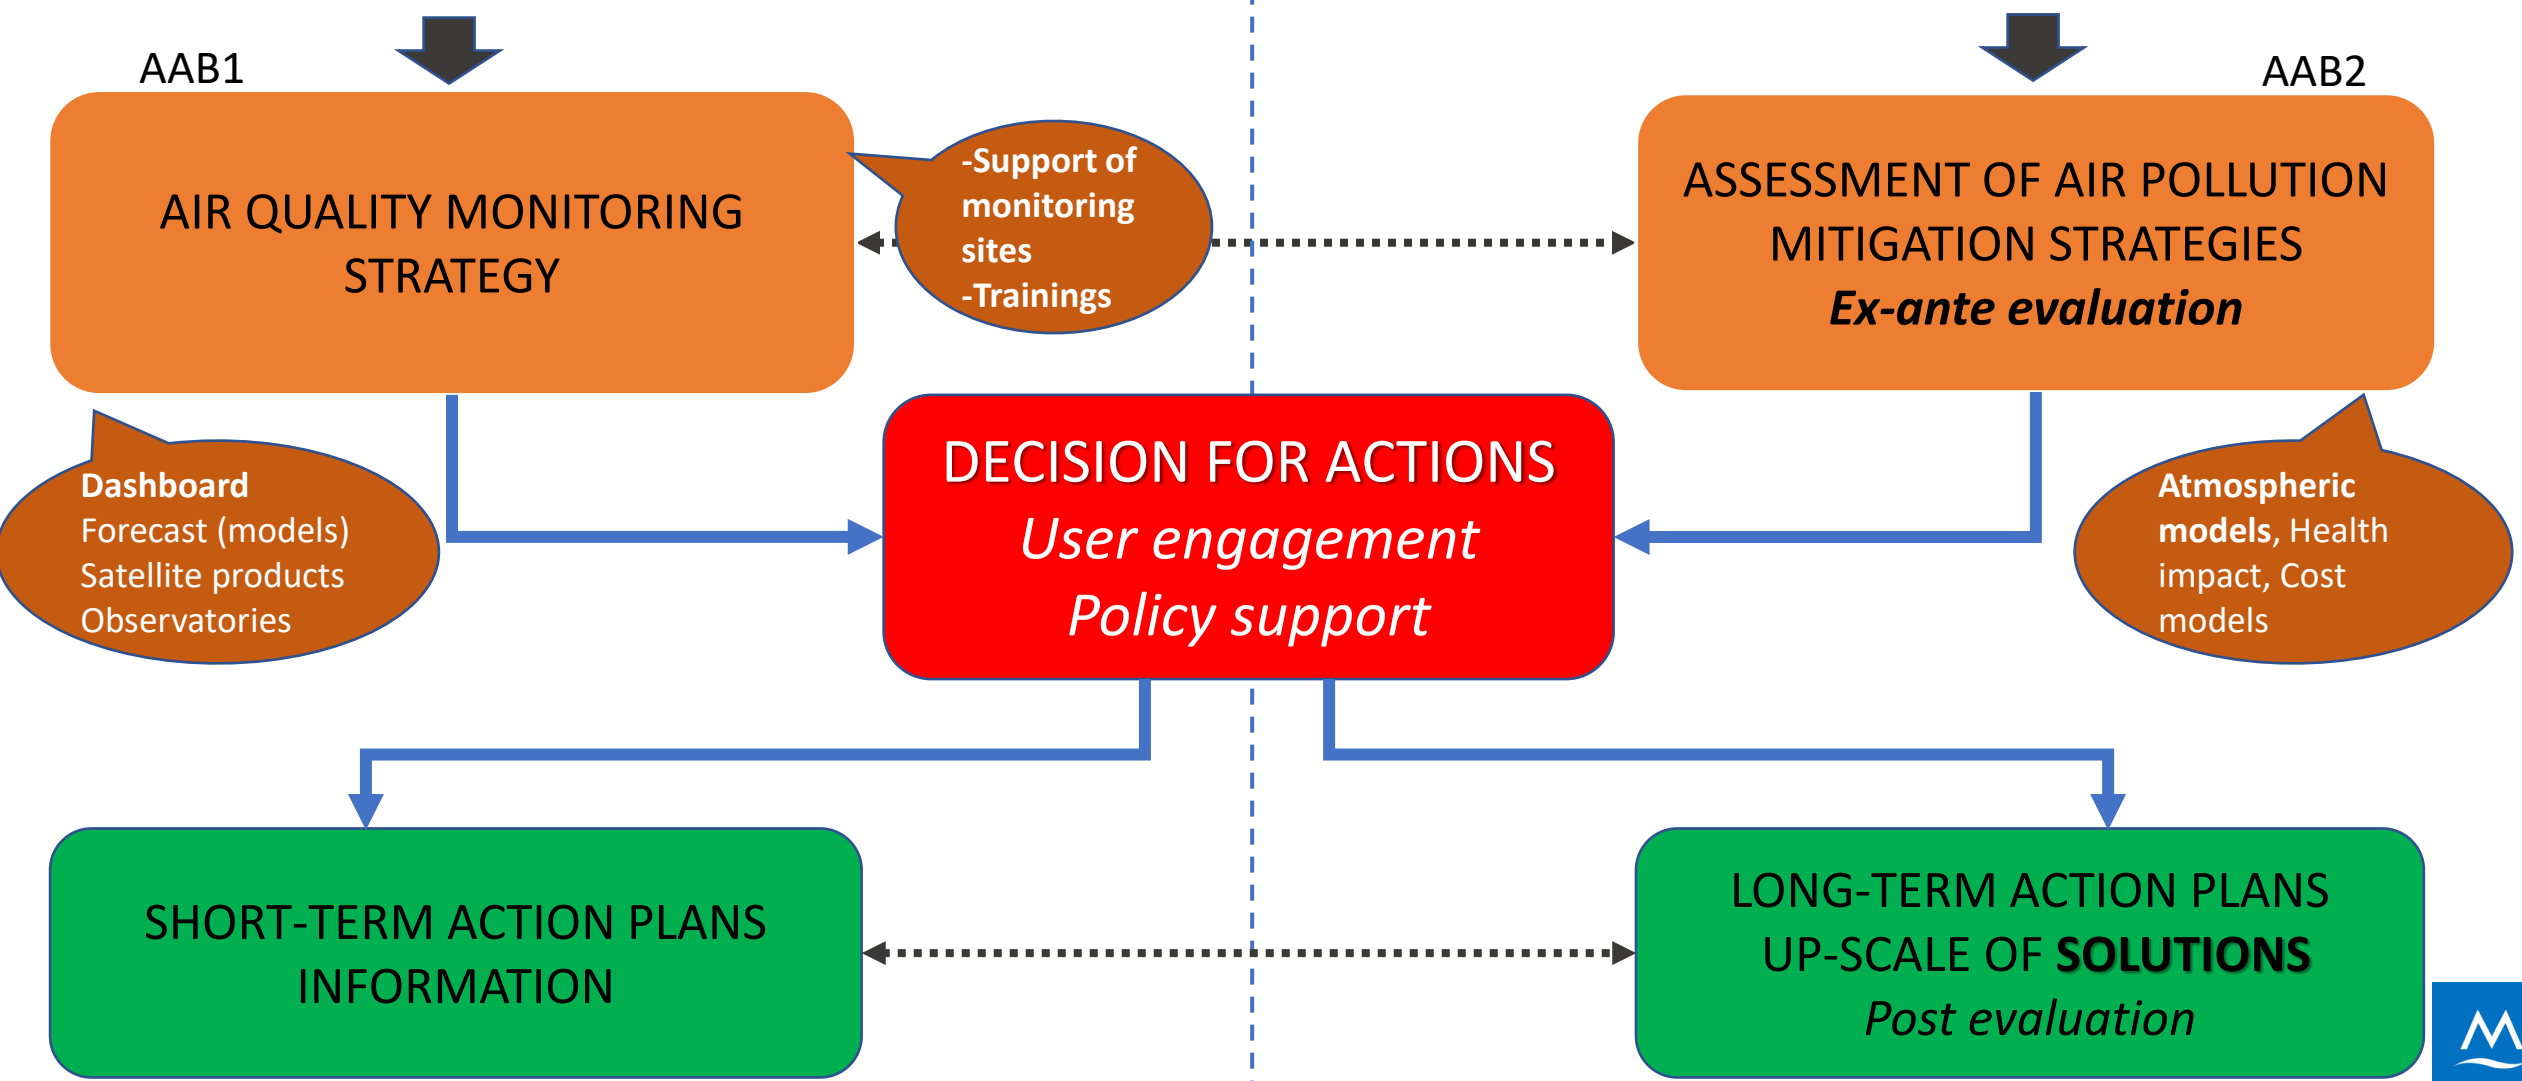 AAB1
AAB2
AIR QUALITY MONITORING
STRATEGY
-Support of
monitoring
sites
-Trainings
ASSESSMENT OF AIR POLLUTION
MITIGATION STRATEGIES
Ex-ante evaluation
Dashboard
Forecast (models)
Satellite products
Observatories
DECISION FOR ACTIONS
User engagement
Policy support
Atmospheric
models, Health
impact, Cost
models
SHORT-TERM ACTION PLANS
INFORMATION
LONG-TERM ACTION PLANS
UP-SCALE OF SOLUTIONS
Post evaluation